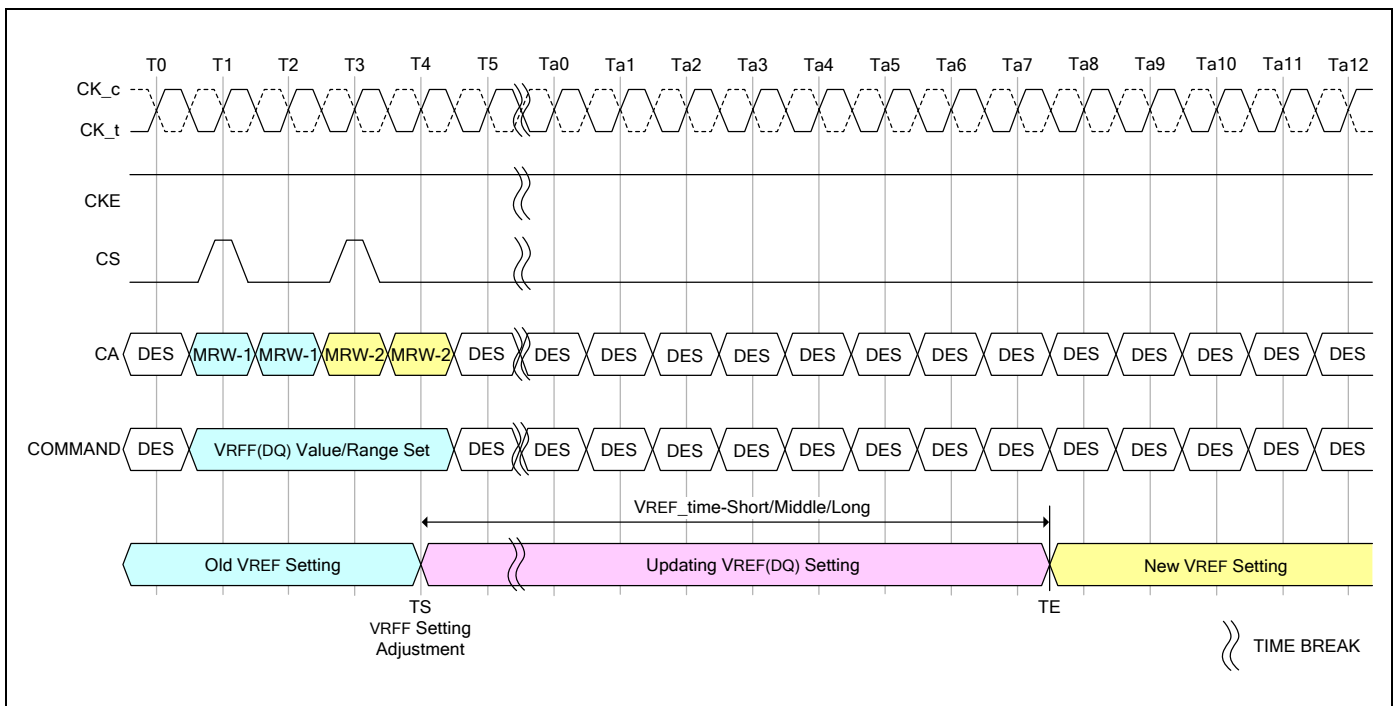 T0 T1 T2 T3 T4 T5 Ta0 Ta1 Ta2 Ta3 Ta4 Ta5 Ta6 Ta7 Ta8 Ta9 Ta10 Ta11 Ta12
CK_c
CK_t
CKE
CS
CA DES MRW-1 MRW-1 MRW-2 MRW-2 DES DES DES DES DES DES DES DES DES DES DES DES DES DES
COMMAND DES VRFF(DQ) Value/Range Set DES DES DES DES DES DES DES DES DES DES DES DES DES DES
VREF_time-Short/Middle/Long
Old VREF Setting Updating VREF(DQ) Setting New VREF Setting
TS TE
VRFF Setting
Adjustment
TIME BREAK